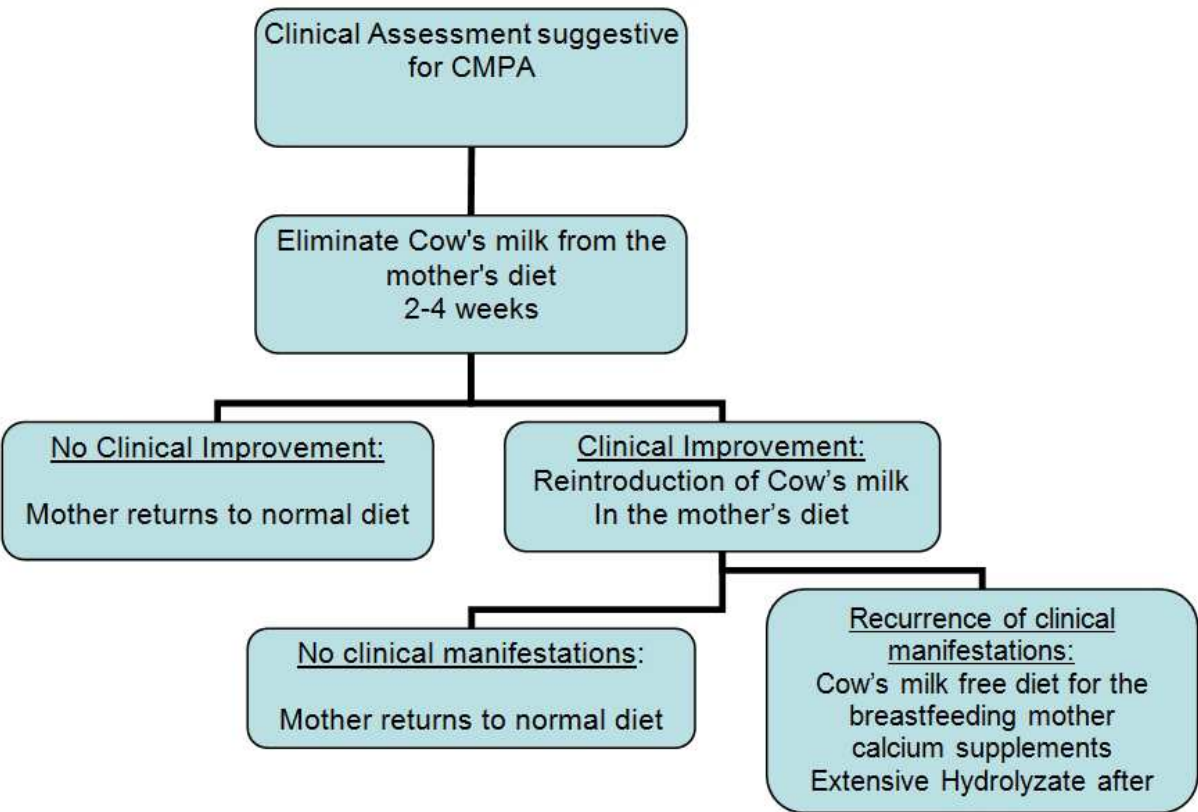 Clinical Assessment suggestive
for CMPA
Eliminate Cow's milk from the
mother's diet
2-4 weeks
No Clinical Improvement:
Mother returns to normal diet
Clinical Improvement:
Reintroduction of Cow’s milk
In the mother’s diet
No clinical manifestations:
Mother returns to normal diet
Recurrence of clinical
manifestations:
Cow’s milk free diet for the
breastfeeding mother
calcium supplements
Extensive Hydrolyzate after